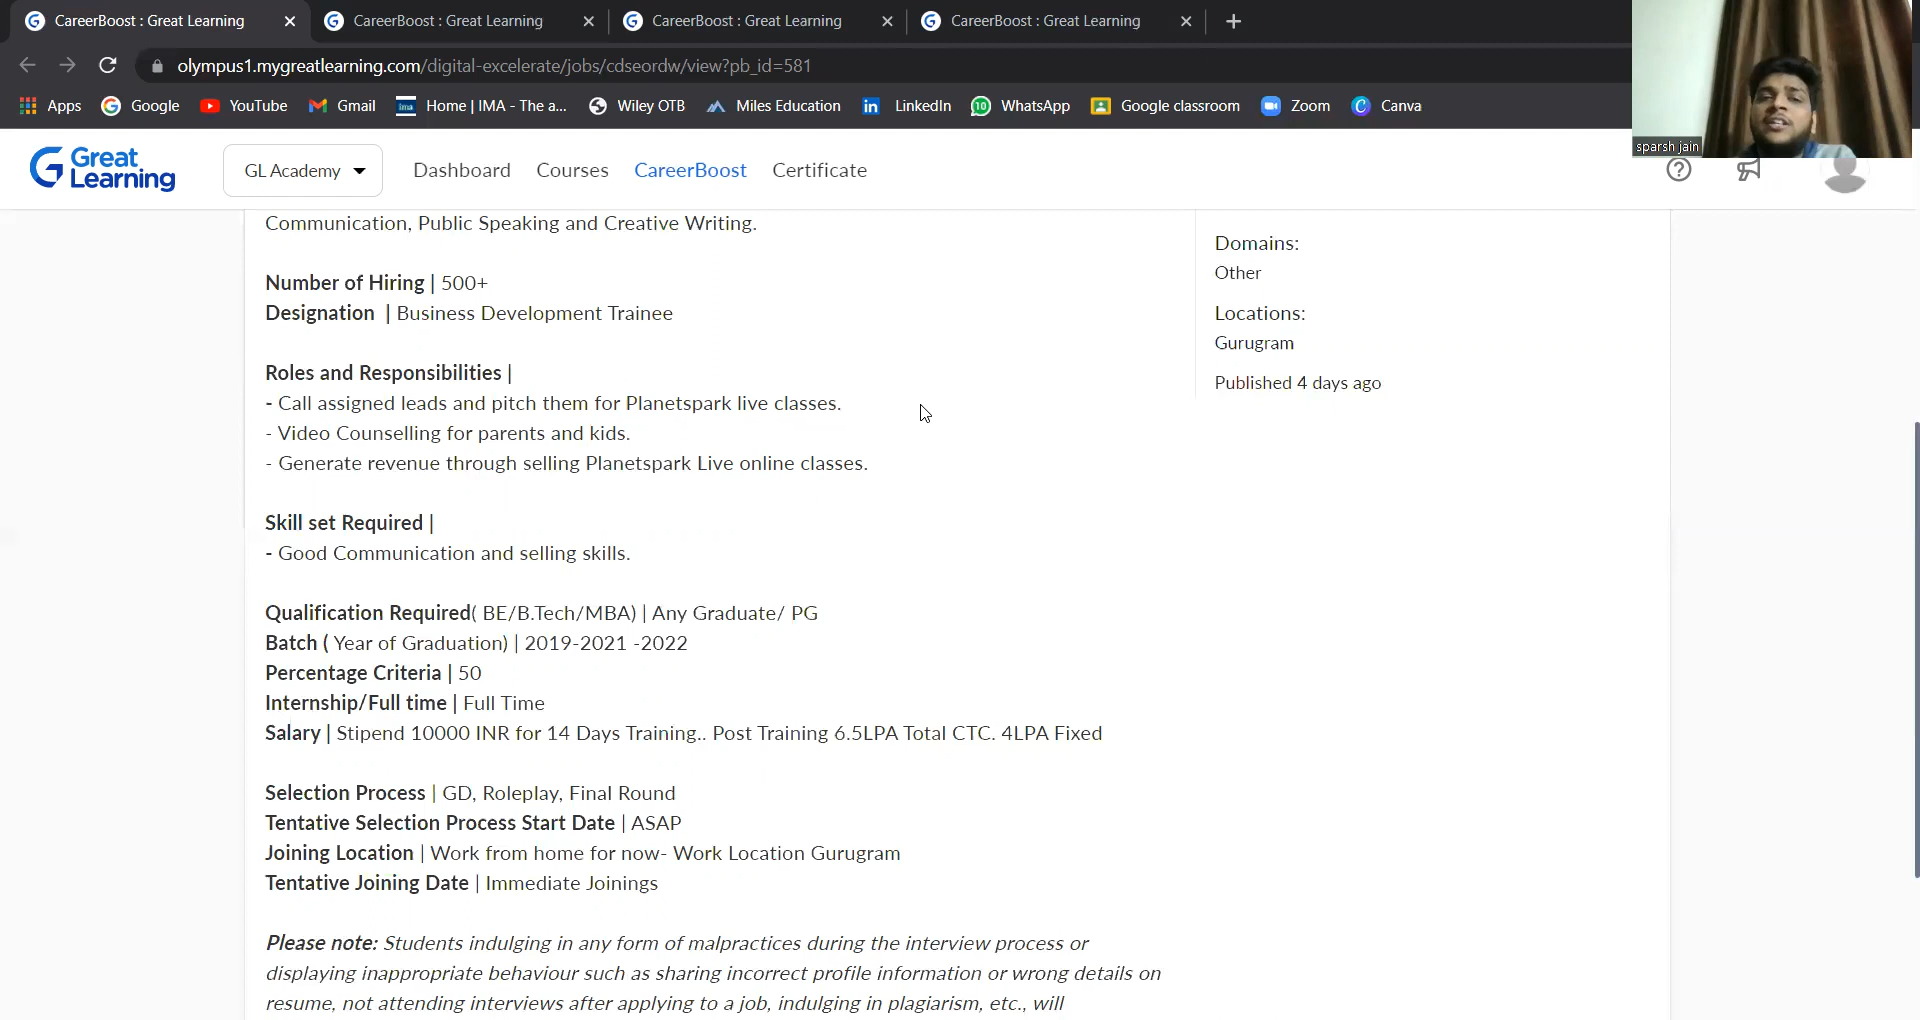 CareerBoost : Great Learning
CareerBoost : Great Learning
CareerBoost : Great Learning
CareerBoost : Great Learning
olympus1.mygreatlearning.com/digital-excelerate/jobs/cdseordw/view?pb_id=581
Apps
Google
YouTube
Gmail
ima
Home | IMA - The a...
Wiley OTB
Miles Education
in
LinkedIn
10
WhatsApp
Google classroom
Zoom
Canva
sparsh jain
Great
Learning
GL Academy
Dashboard
Courses
CareerBoost
Certificate
Communication, Public Speaking and Creative Writing.
Number of Hiring | 500+
Designation | Business Development Trainee
Roles and Responsibilities |
- Call assigned leads and pitch them for Planetspark live classes.
- Video Counselling for parents and kids.
- Generate revenue through selling Planetspark Live online classes.
Skill set Required |
- Good Communication and selling skills.
Qualification Required( BE/B.Tech/MBA) | Any Graduate/ PG
Batch ( Year of Graduation) | 2019-2021 -2022
Percentage Criteria | 50
Internship/Full time | Full Time
Salary | Stipend 10000 INR for 14 Days Training.. Post Training 6.5LPA Total CTC. 4LPA Fixed
Selection Process | GD, Roleplay, Final Round
Tentative Selection Process Start Date | ASAP
Joining Location | Work from home for now- Work Location Gurugram
Tentative Joining Date | Immediate Joinings
Please note: Students indulging in any form of malpractices during the interview process or
displaying inappropriate behaviour such as sharing incorrect profile information or wrong details on
resume, not attending interviews after applying to a job, indulging in plagiarism, etc., will
Domains:
Other
Locations:
Gurugram
Published 4 days ago